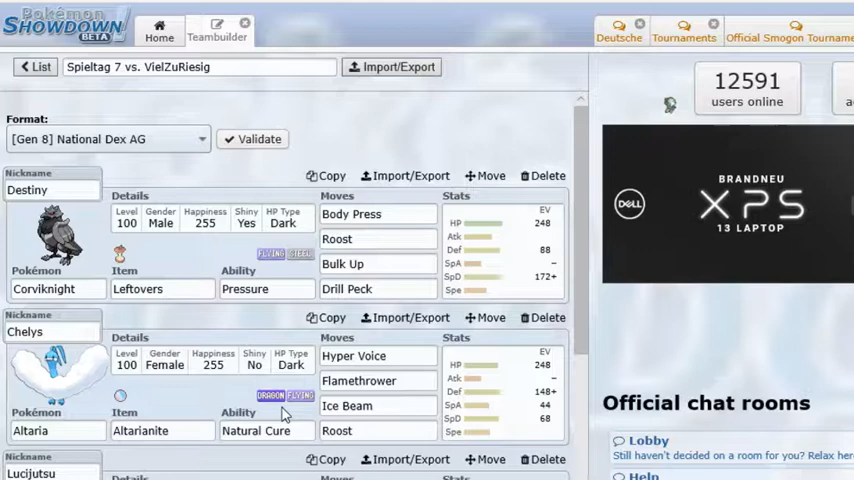 Pokémon
SHOWDOWN
BETA
Home
Teambuilder
Deutsche
Tournaments
Official Smogon Tourname
List
Spieltag 7 vs. VielZuRiesig
Import/Export
12591
users online
Format:
[Gen 8] National Dex AG
Validate
Copy Import/Export Move Delete
Nickname
Destiny
Details
Level Gender Happiness Shiny HP Type
100 Male 255 Yes Dark
FLYING STEEL
Pokémon Item Ability
Corviknight Leftovers Pressure
Moves
Body Press
Roost
Bulk Up
Drill Peck
Stats
EV
HP 248
Atk
Def 88
SpA –
SpD 172+
Spe
Copy Import/Export Move Delete
Nickname
Chelys
Details
Level Gender Happiness Shiny HP Type
100 Female 255 No Dark
DRAGON FLYING
Pokémon Item Ability
Altaria Altarianite Natural Cure
Moves
Hyper Voice
Flamethrower
Ice Beam
Roost
Stats
EV
HP 248
Atk –
Def 148+
SpA 44
SpD 68
Spe
Copy Import/Export Move Delete
Nickname
Lucijutsu
Details
Moves
Stats
DELL
BRANDNEU
XPS
13 LAPTOP
Official chat rooms
Lobby
Still haven't decided on a room for you? Relax here
Help